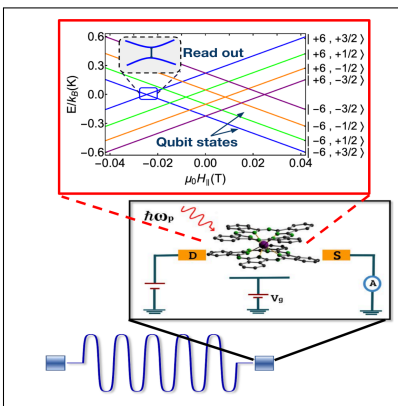 0.6
0.3
0.0
-0.3
-0.6
E/k_B(K)
Read out
Qubit states
-0.04 -0.02 0.00 0.02 0.04
μ₀H∥(T)
|+6, +3/2⟩
|+6, +1/2⟩
|+6, -1/2⟩
|+6, -3/2⟩
|-6, -3/2⟩
|-6, -1/2⟩
|-6, +1/2⟩
|-6, +3/2⟩
ℏω_p
D
S
A
V_g